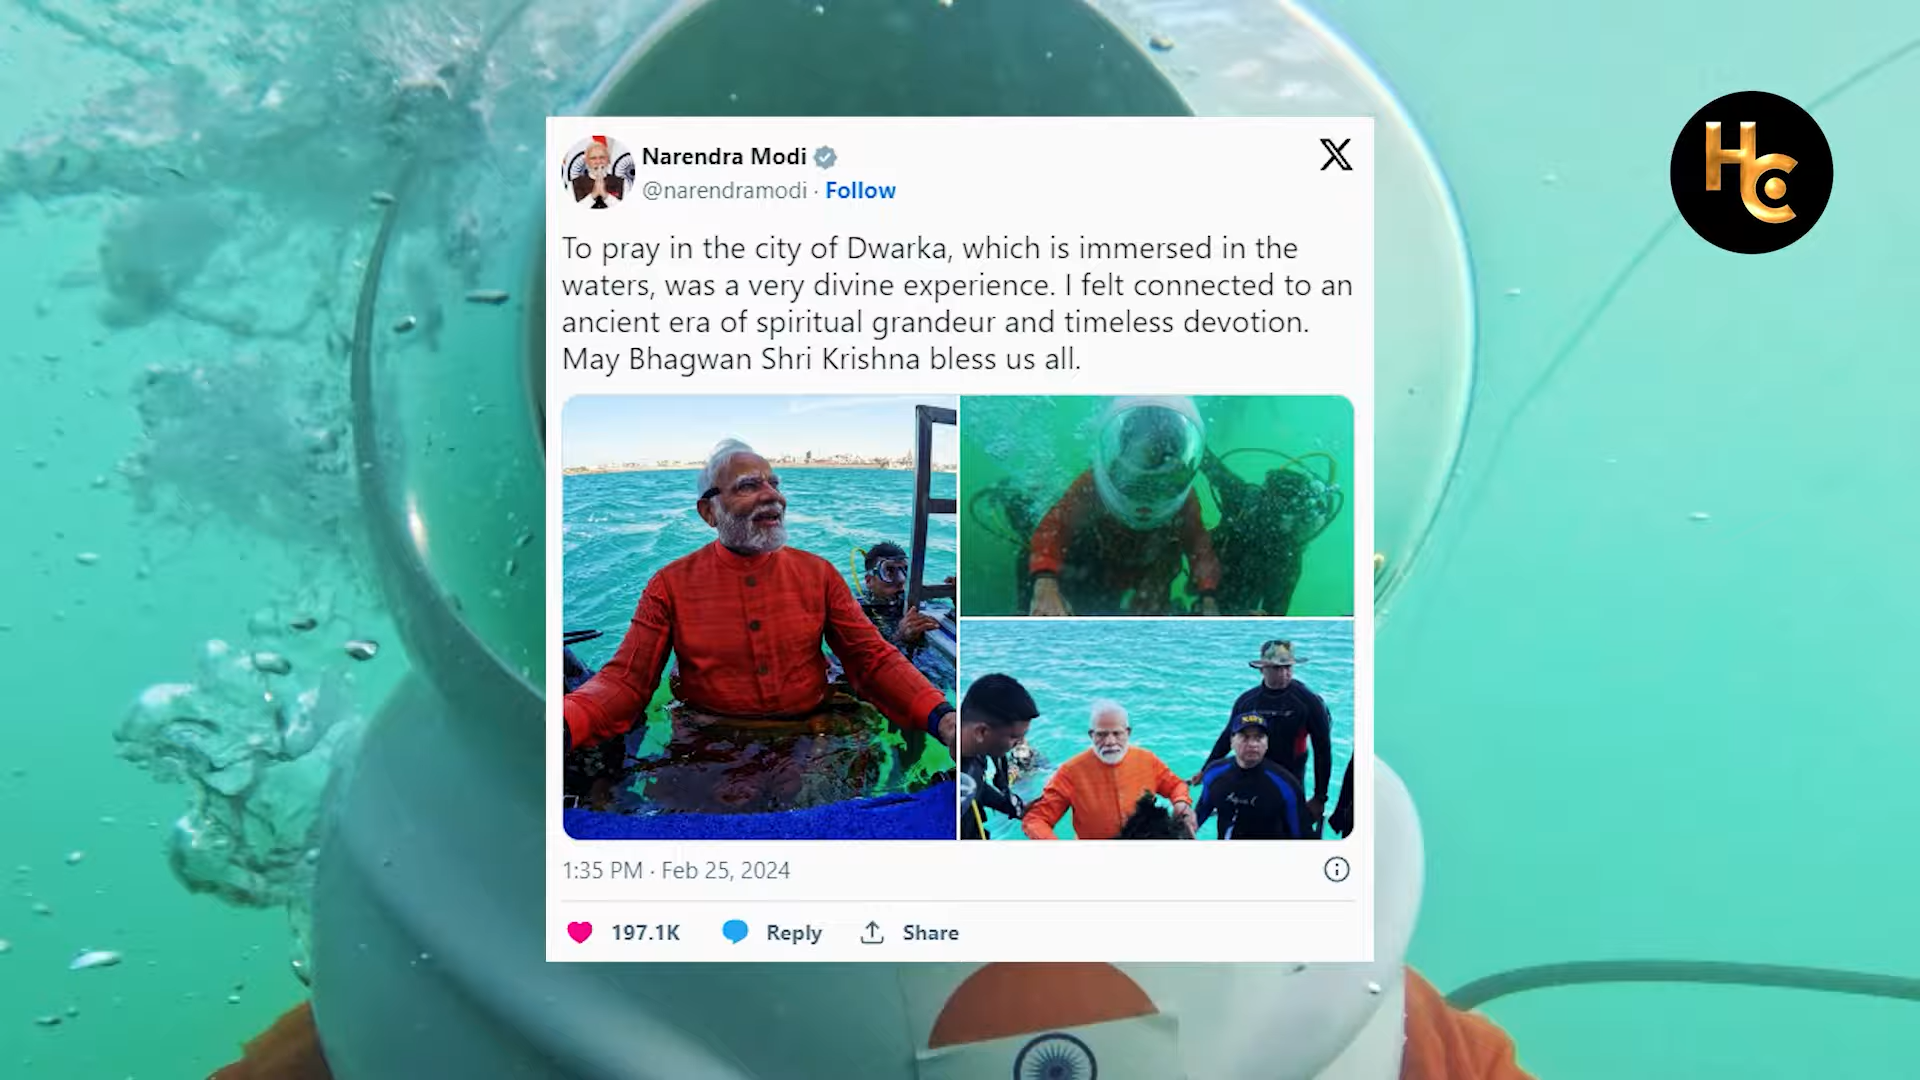 Narendra Modi
@narendramodi · Follow
X
HC
To pray in the city of Dwarka, which is immersed in the
waters, was a very divine experience. I felt connected to an
ancient era of spiritual grandeur and timeless devotion.
May Bhagwan Shri Krishna bless us all.
1:35 PM · Feb 25, 2024
197.1K Reply Share